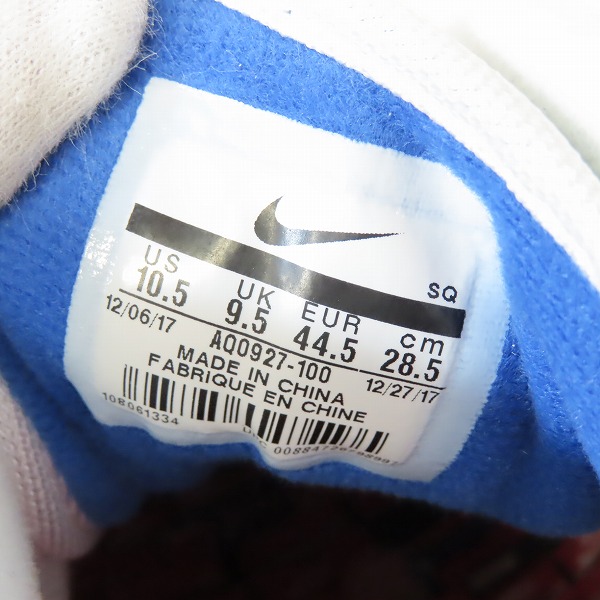 SQ
US UK EUR cm
10.5 9.5 44.5 28.5
12/06/17 AQ0927-100 12/27/17
MADE IN CHINA
FABRIQUE EN CHINE
108061334